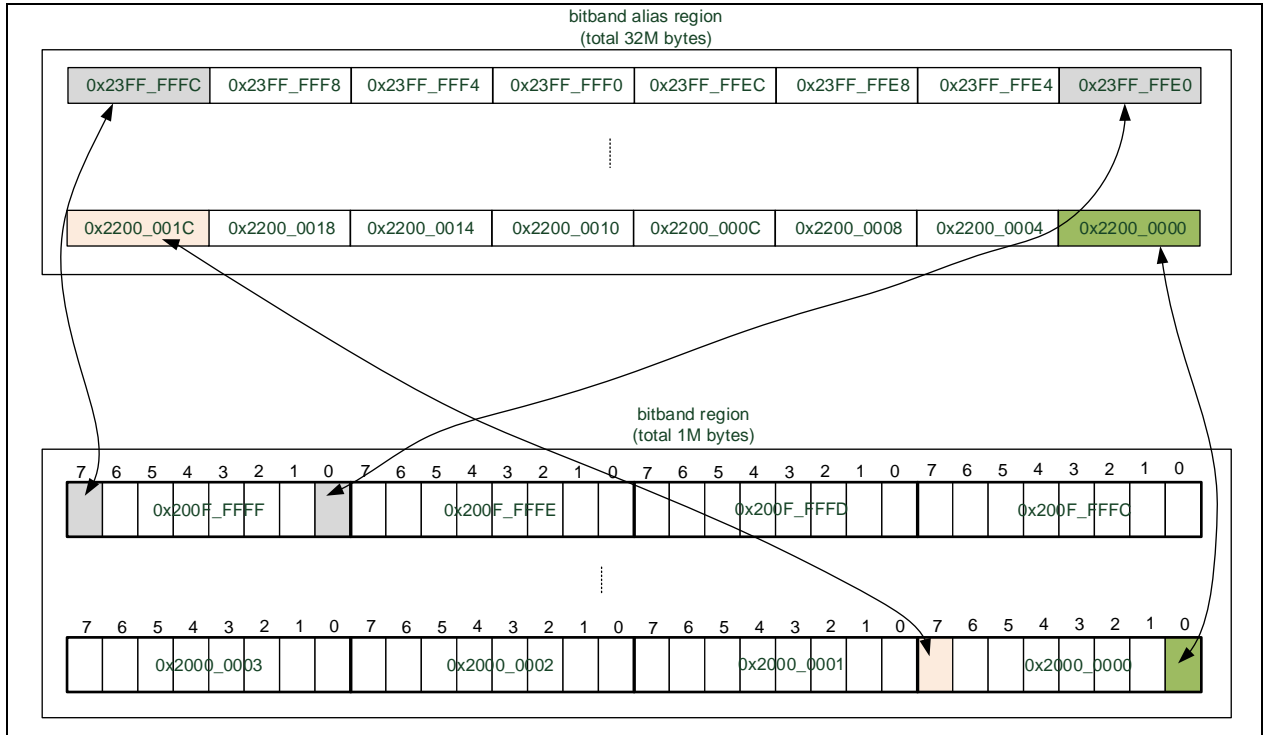 bitband alias region
(total 32M bytes)
0x23FF_FFFC 0x23FF_FFF8 0x23FF_FFF4 0x23FF_FFF0 0x23FF_FFEC 0x23FF_FFE8 0x23FF_FFE4 0x23FF_FFE0
0x2200_001C 0x2200_0018 0x2200_0014 0x2200_0010 0x2200_000C 0x2200_0008 0x2200_0004 0x2200_0000
bitband region
(total 1M bytes)
7 6 5 4 3 2 1 0 7 6 5 4 3 2 1 0 7 6 5 4 3 2 1 0 7 6 5 4 3 2 1 0
0x200F_FFFF 0x200F_FFFE 0x200F_FFFD 0x200F_FFFC
7 6 5 4 3 2 1 0 7 6 5 4 3 2 1 0 7 6 5 4 3 2 1 0 7 6 5 4 3 2 1 0
0x2000_0003 0x2000_0002 0x2000_0001 0x2000_0000